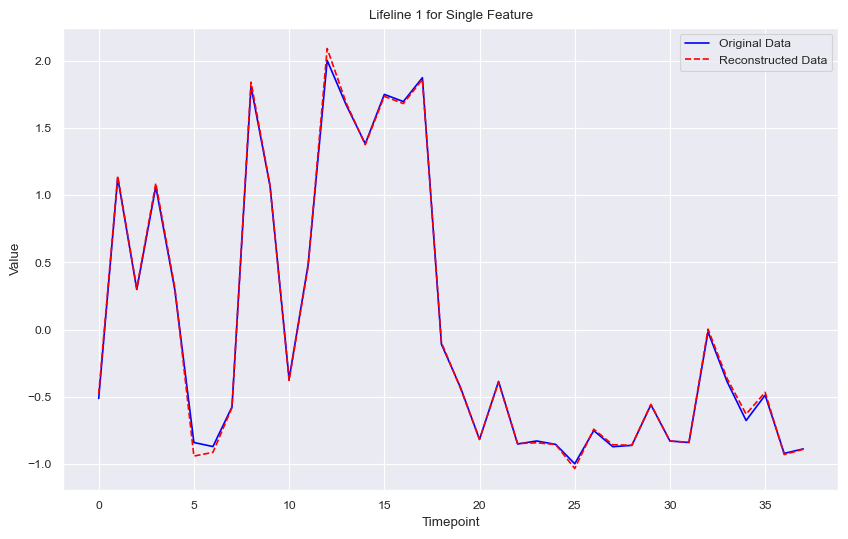 Lifeline 1 for Single Feature
Original Data
Reconstructed Data
Value
2.0
1.5
1.0
0.5
0.0
−0.5
−1.0
0 5 10 15 20 25 30 35
Timepoint